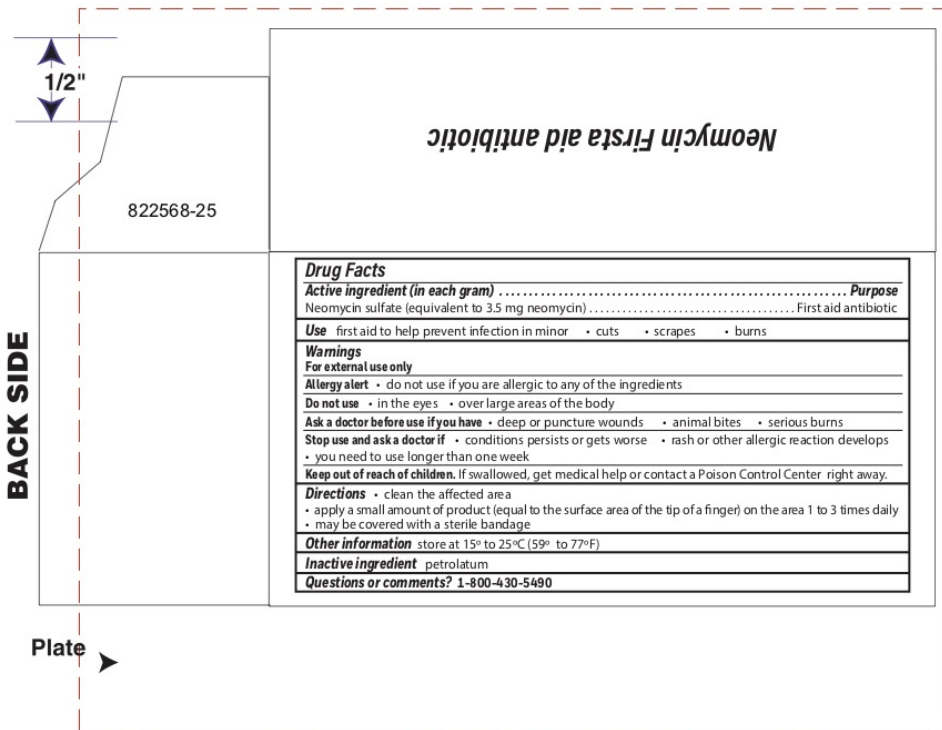 1/2"
Neomycin Firsta aid antibiotic
822568-25
BACK SIDE
Drug Facts
Active ingredient (in each gram) ........................................................... Purpose
Neomycin sulfate (equivalent to 3.5 mg neomycin) ................................... First aid antibiotic
Use first aid to help prevent infection in minor • cuts • scrapes • burns
Warnings
For external use only
Allergy alert • do not use if you are allergic to any of the ingredients
Do not use • in the eyes • over large areas of the body
Ask a doctor before use if you have • deep or puncture wounds • animal bites • serious burns
Stop use and ask a doctor if • conditions persists or gets worse • rash or other allergic reaction develops
• you need to use longer than one week
Keep out of reach of children. If swallowed, get medical help or contact a Poison Control Center right away.
Directions • clean the affected area
• apply a small amount of product (equal to the surface area of the tip of a finger) on the area 1 to 3 times daily
• may be covered with a sterile bandage
Other information store at 15º to 25ºC (59º to 77ºF)
Inactive ingredient petrolatum
Questions or comments? 1-800-430-5490
Plate